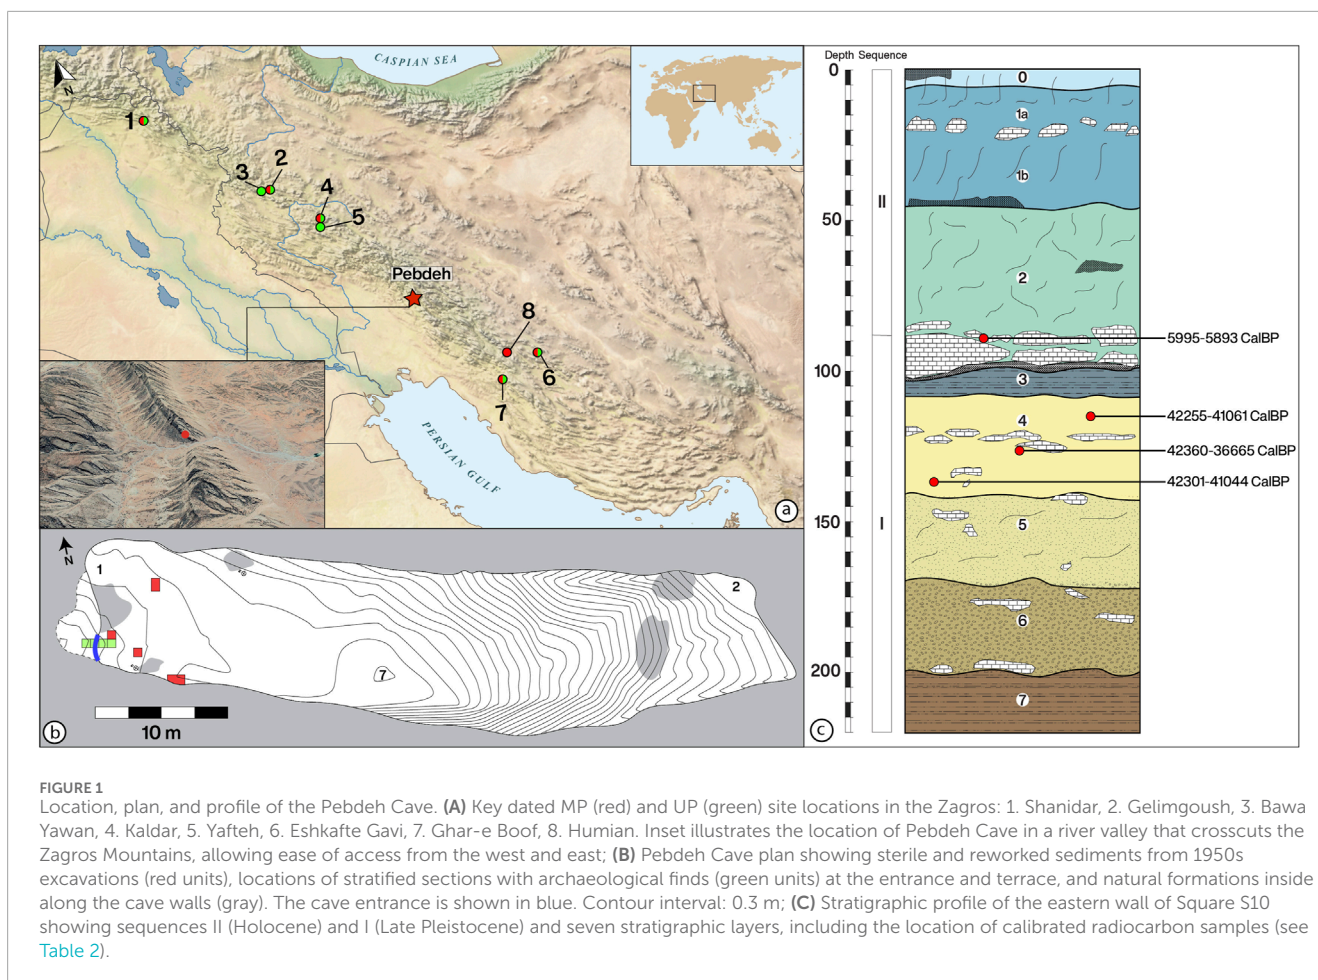 CASPIAN SEA
N
1
2
3
4
5
Pebdeh
8
6
7
PERSIAN GULF
a
N
1
2
7
10 m
b
Depth Sequence
0
50
100
150
200
II
I
0
1a
1b
2
3
4
5
6
7
5995-5893 CalBP
42255-41061 CalBP
42360-36665 CalBP
42301-41044 CalBP
c
FIGURE 1
Location, plan, and profile of the Pebdeh Cave. (A) Key dated MP (red) and UP (green) site locations in the Zagros: 1. Shanidar, 2. Gelimgoush, 3. Bawa
Yawan, 4. Kaldar, 5. Yafteh, 6. Eshkafte Gavi, 7. Ghar-e Boof, 8. Humian. Inset illustrates the location of Pebdeh Cave in a river valley that crosscuts the
Zagros Mountains, allowing ease of access from the west and east; (B) Pebdeh Cave plan showing sterile and reworked sediments from 1950s
excavations (red units), locations of stratified sections with archaeological finds (green units) at the entrance and terrace, and natural formations inside
along the cave walls (gray). The cave entrance is shown in blue. Contour interval: 0.3 m; (C) Stratigraphic profile of the eastern wall of Square S10
showing sequences II (Holocene) and I (Late Pleistocene) and seven stratigraphic layers, including the location of calibrated radiocarbon samples (see
Table 2).